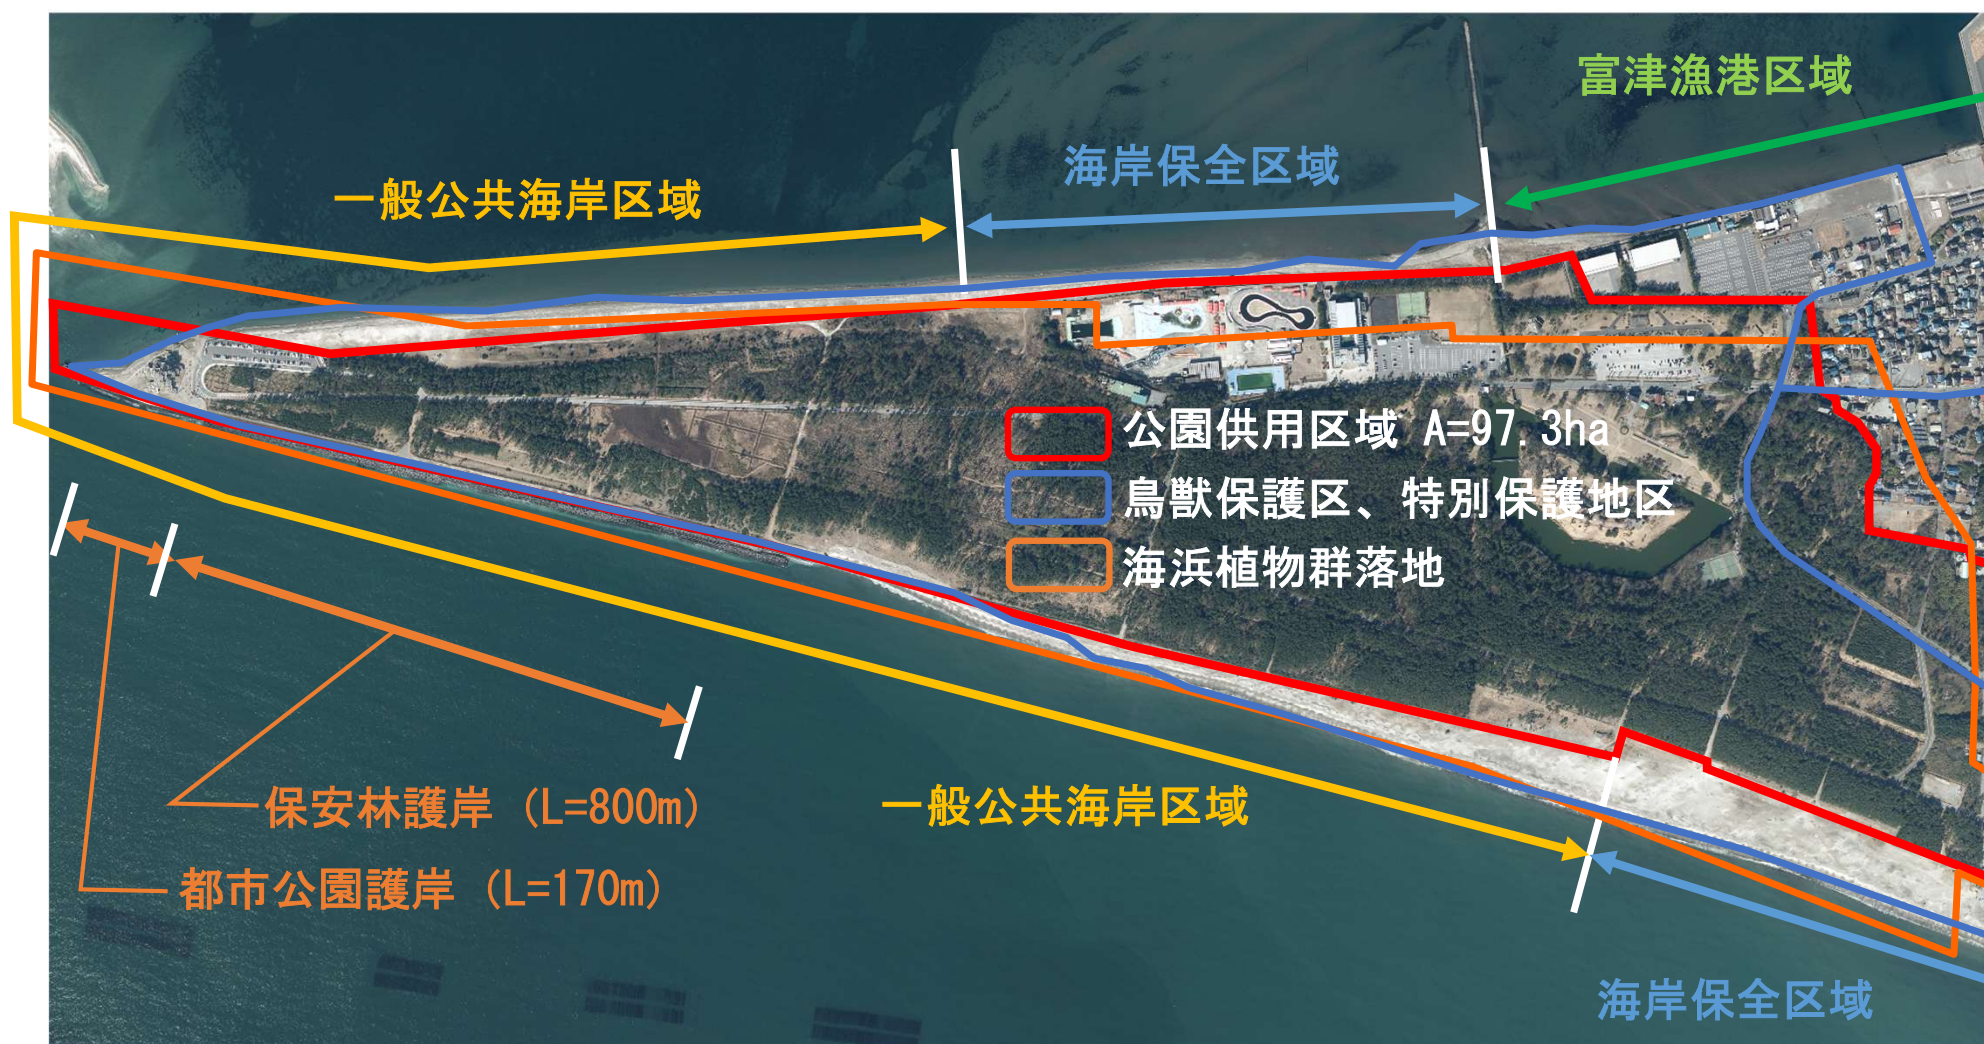 富津漁港区域
海岸保全区域
一般公共海岸区域
公園供用区域 A=97.3ha
鳥獣保護区、特別保護地区
海浜植物群落地
保安林護岸 (L=800m)
一般公共海岸区域
都市公園護岸 (L=170m)
海岸保全区域